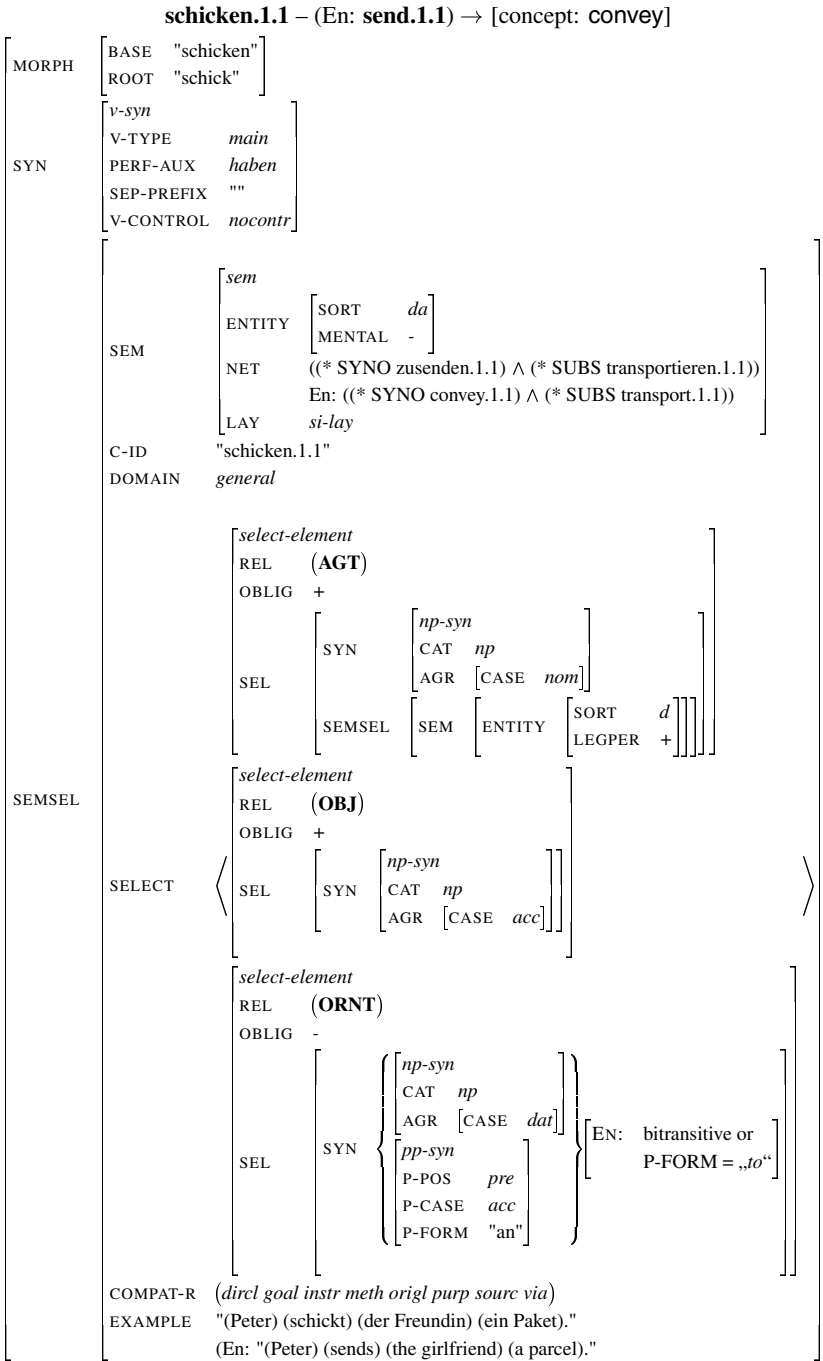 schicken.1.1 – (En: send.1.1) → [concept: convey]
MORPH
BASE "schicken"
ROOT "schick"
SYN
v-syn
V-TYPE main
PERF-AUX haben
SEP-PREFIX ""
V-CONTROL nocontr
SEMSEL
SEM
sem
ENTITY
SORT da
MENTAL -
NET ((* SYNO zusenden.1.1) ∧ (* SUBS transportieren.1.1))
En: ((* SYNO convey.1.1) ∧ (* SUBS transport.1.1))
LAY si-lay
C-ID "schicken.1.1"
DOMAIN general
SELECT
select-element
REL (AGT)
OBLIG +
SEL
SYN
np-syn
CAT np
AGR [CASE nom]
SEMSEL [SEM [ENTITY
SORT d
LEGPER +
select-element
REL (OBJ)
OBLIG +
SEL
SYN
np-syn
CAT np
AGR [CASE acc]
select-element
REL (ORNT)
OBLIG -
SEL
SYN
np-syn
CAT np
AGR [CASE dat]
pp-syn
P-POS pre
P-CASE acc
P-FORM "an"
EN: bitransitive or
P-FORM = „to“
COMPAT-R (dircl goal instr meth origl purp sourc via)
EXAMPLE "(Peter) (schickt) (der Freundin) (ein Paket)."
(En: "(Peter) (sends) (the girlfriend) (a parcel)."